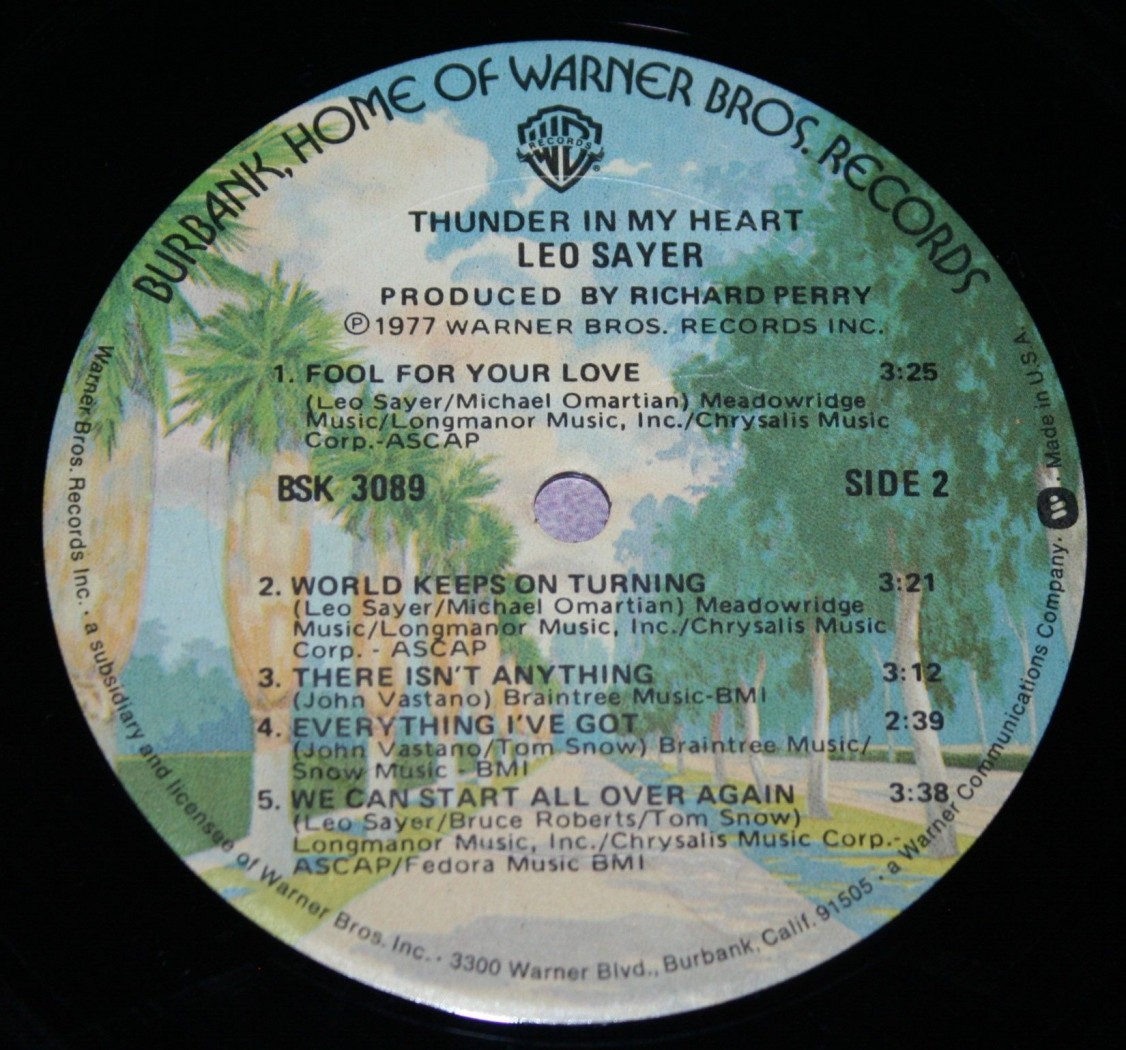 BURBANK, HOME OF WARNER BROS. RECORDS
WB
RECORDS
®
THUNDER IN MY HEART
LEO SAYER
PRODUCED BY RICHARD PERRY
Ⓟ1977 WARNER BROS. RECORDS INC.
1. FOOL FOR YOUR LOVE 3:25
(Leo Sayer/Michael Omartian) Meadowridge
Music/Longmanor Music, Inc./Chrysalis Music
Corp.-ASCAP
BSK 3089 SIDE 2
2. WORLD KEEPS ON TURNING 3:21
(Leo Sayer/Michael Omartian) Meadowridge
Music/Longmanor Music, Inc./Chrysalis Music
Corp. - ASCAP
3. THERE ISN'T ANYTHING 3:12
(John Vastano) Braintree Music-BMI
4. EVERYTHING I'VE GOT 2:39
(John Vastano/Tom Snow) Braintree Music/
Snow Music - BMI
5. WE CAN START ALL OVER AGAIN 3:38
(Leo Sayer/Bruce Roberts/Tom Snow)
Longmanor Music, Inc./Chrysalis Music Corp.-
ASCAP/Fedora Music BMI
Warner Bros. Records Inc. · a subsidiary and licensee of Warner Bros. Inc. · 3300 Warner Blvd., Burbank, Calif. 91505 · a Warner Communications Company. . Made in U.S.A.